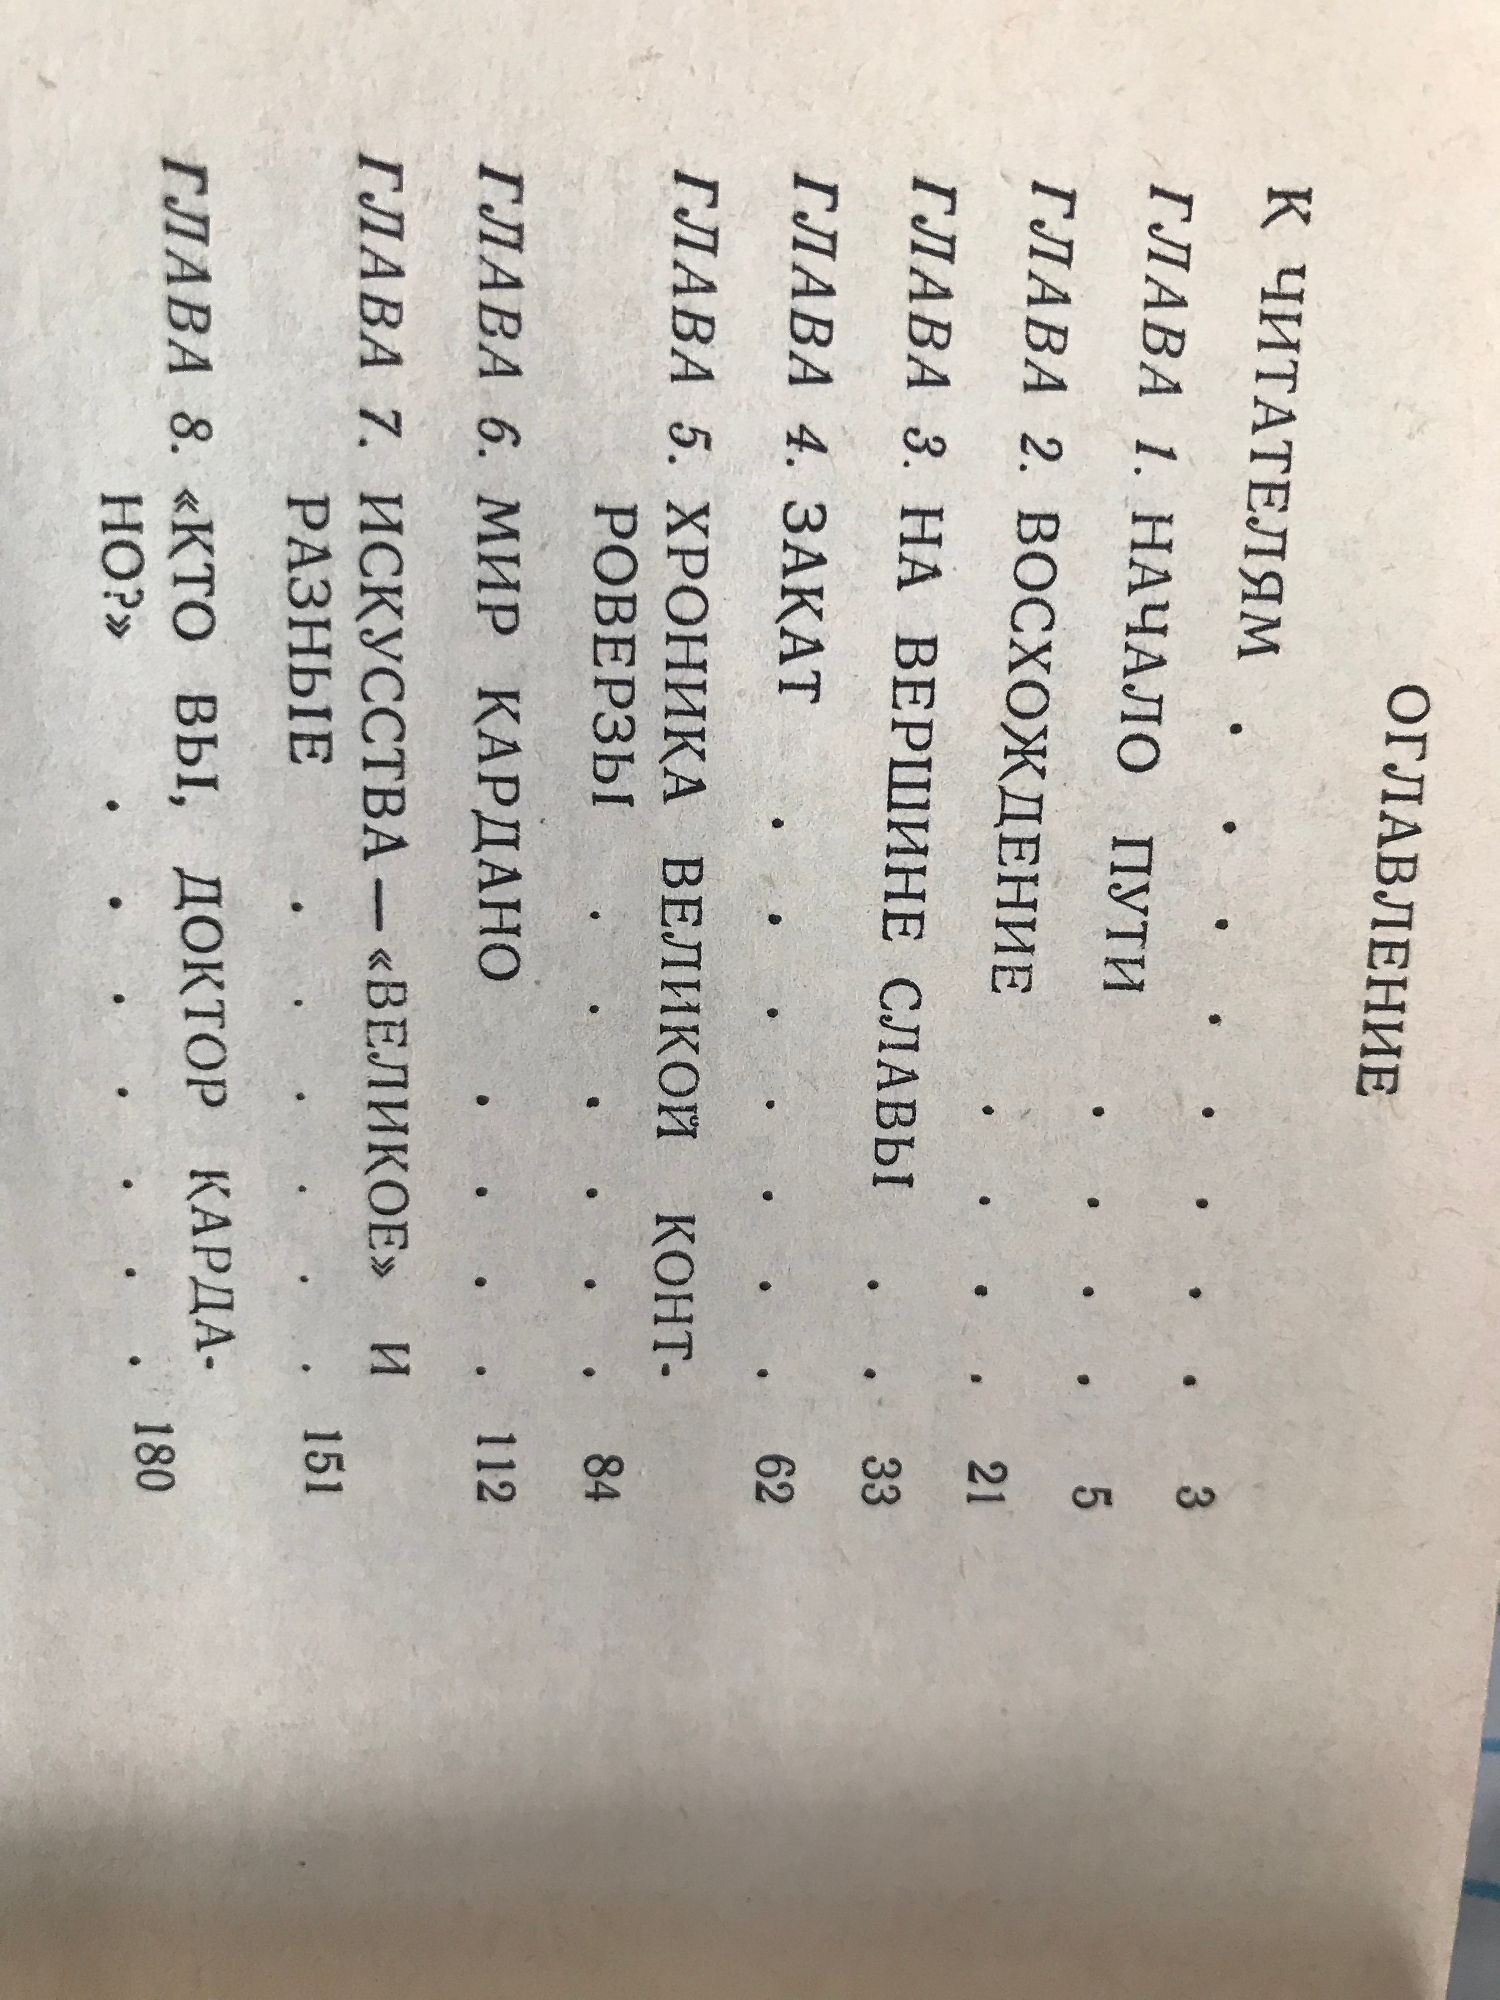 ОГЛАВЛЕНИЕ
К ЧИТАТЕЛЯМ . . . . . . . . 3
ГЛАВА 1. НАЧАЛО ПУТИ . . . . 5
ГЛАВА 2. ВОСХОЖДЕНИЕ . . . . 21
ГЛАВА 3. НА ВЕРШИНЕ СЛАВЫ . . 33
ГЛАВА 4. ЗАКАТ . . . . . . . 62
ГЛАВА 5. ХРОНИКА ВЕЛИКОЙ КОНТ-
РОВЕРЗЫ . . . . . . 84
ГЛАВА 6. МИР КАРДАНО . . . . 112
ГЛАВА 7. ИСКУССТВА — «ВЕЛИКОЕ» И
РАЗНЫЕ . . . . . . 151
ГЛАВА 8. «КТО ВЫ, ДОКТОР КАРДА-
НО?» . . . . . . . 180